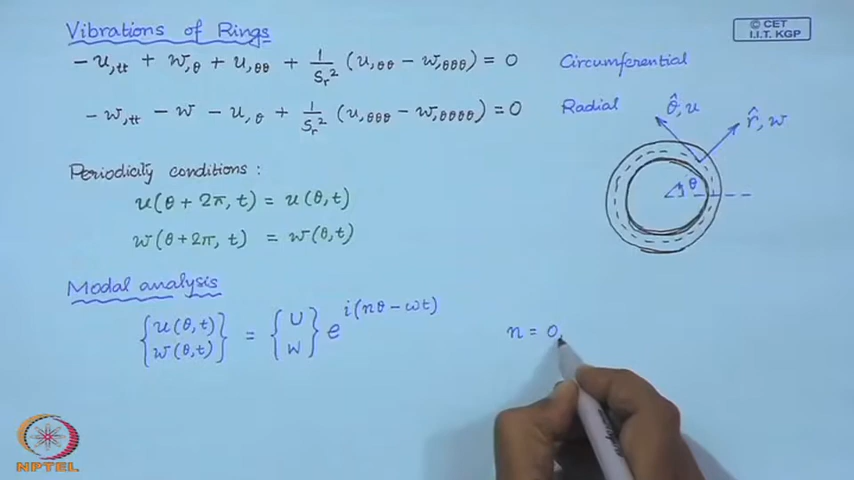 Vibrations of Rings
© CET
I.I.T. KGP
-u,tt + w,θ + u,θθ + 1/Sr² (u,θθ - w,θθθ) = 0   Circumferential
-w,tt - w - u,θ + 1/Sr² (u,θθθ - w,θθθθ) = 0   Radial
θ̂, u
r̂, w
θ
Periodicity conditions :
u(θ + 2π, t) = u(θ, t)
w(θ + 2π, t) = w(θ, t)
Modal analysis
{u(θ, t) w(θ, t)} = {U W} e^i(nθ - ωt)   n = 0,
NPTEL